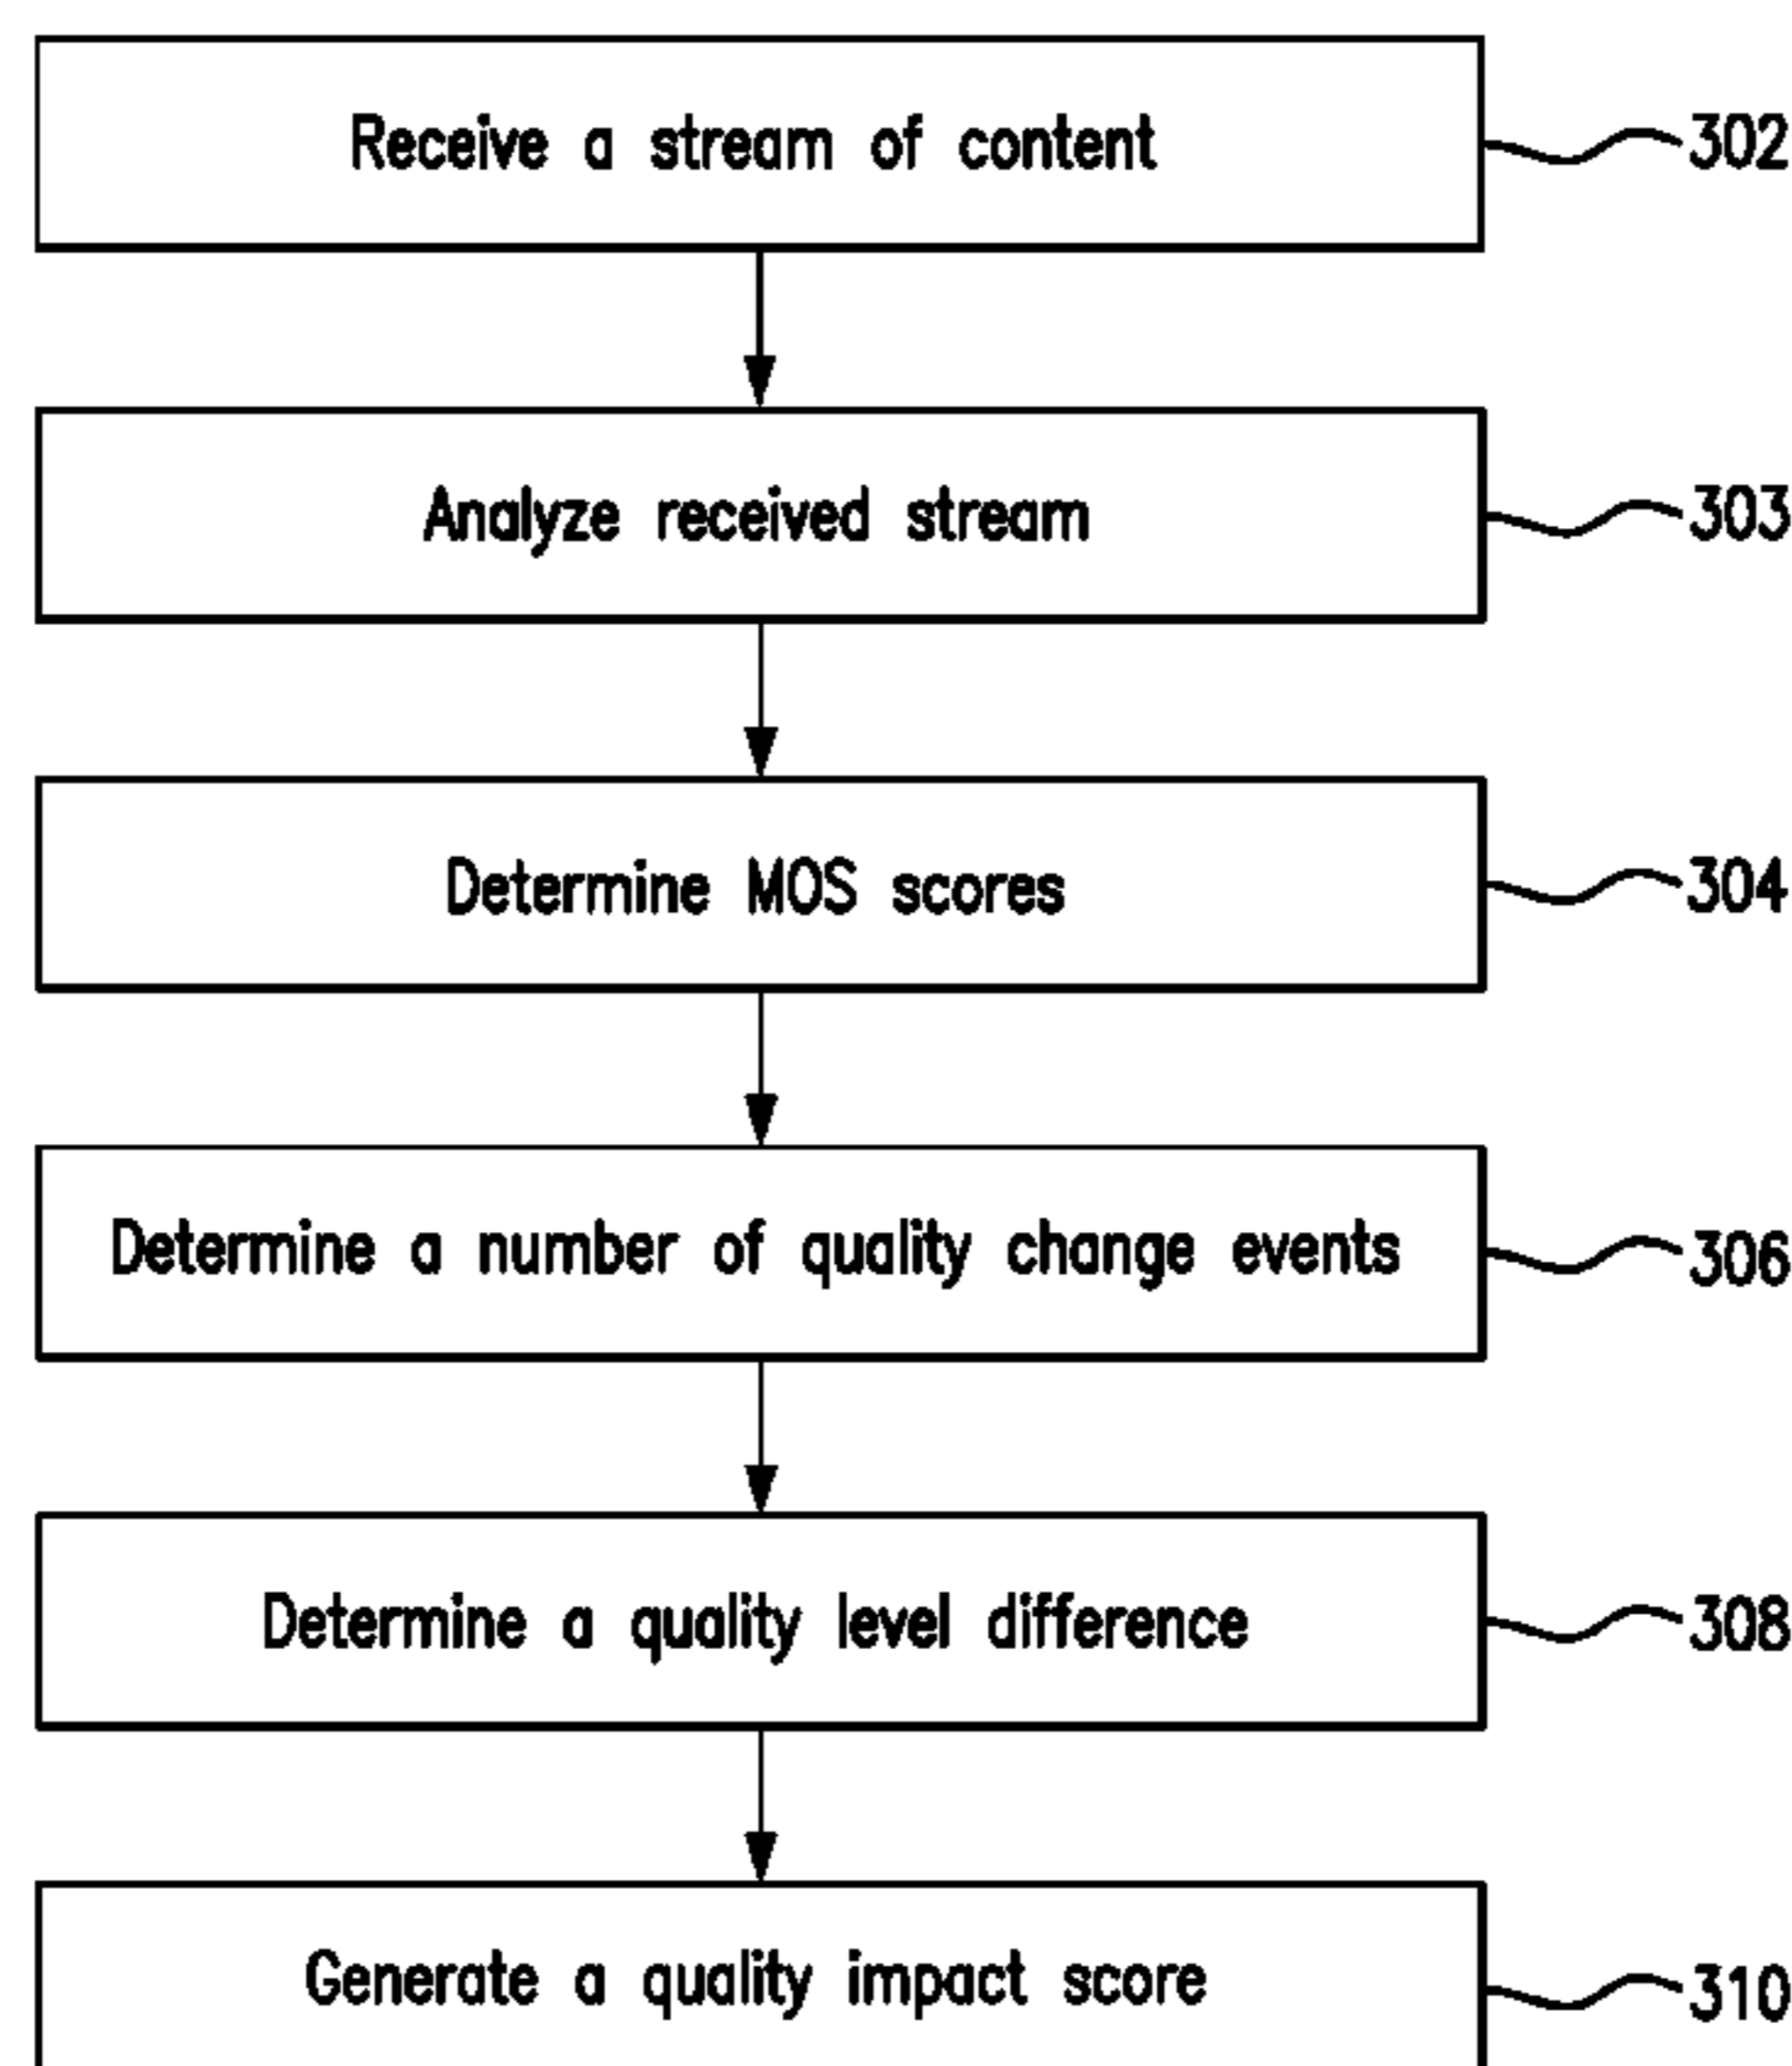 Receive a stream of content
302
Analyze received stream
303
Determine MOS scores
304
Determine a number of quality change events
306
Determine a quality level difference
308
Generate a quality impact score
310